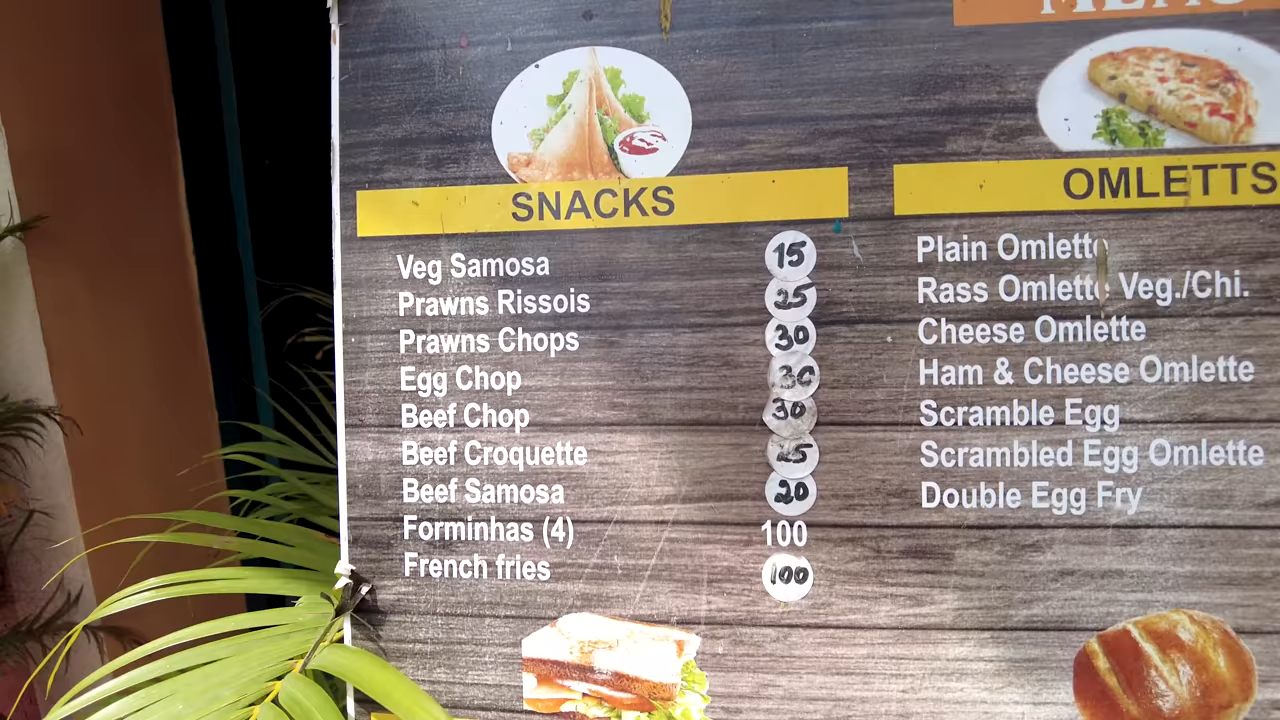 MENU
SNACKS
Veg Samosa 15
Prawns Rissois 25
Prawns Chops 30
Egg Chop 30
Beef Chop 30
Beef Croquette 25
Beef Samosa 20
Forminhas (4) 100
French fries 100
OMLETTS
Plain Omlette
Rass Omlette Veg./Chi.
Cheese Omlette
Ham & Cheese Omlette
Scramble Egg
Scrambled Egg Omlette
Double Egg Fry